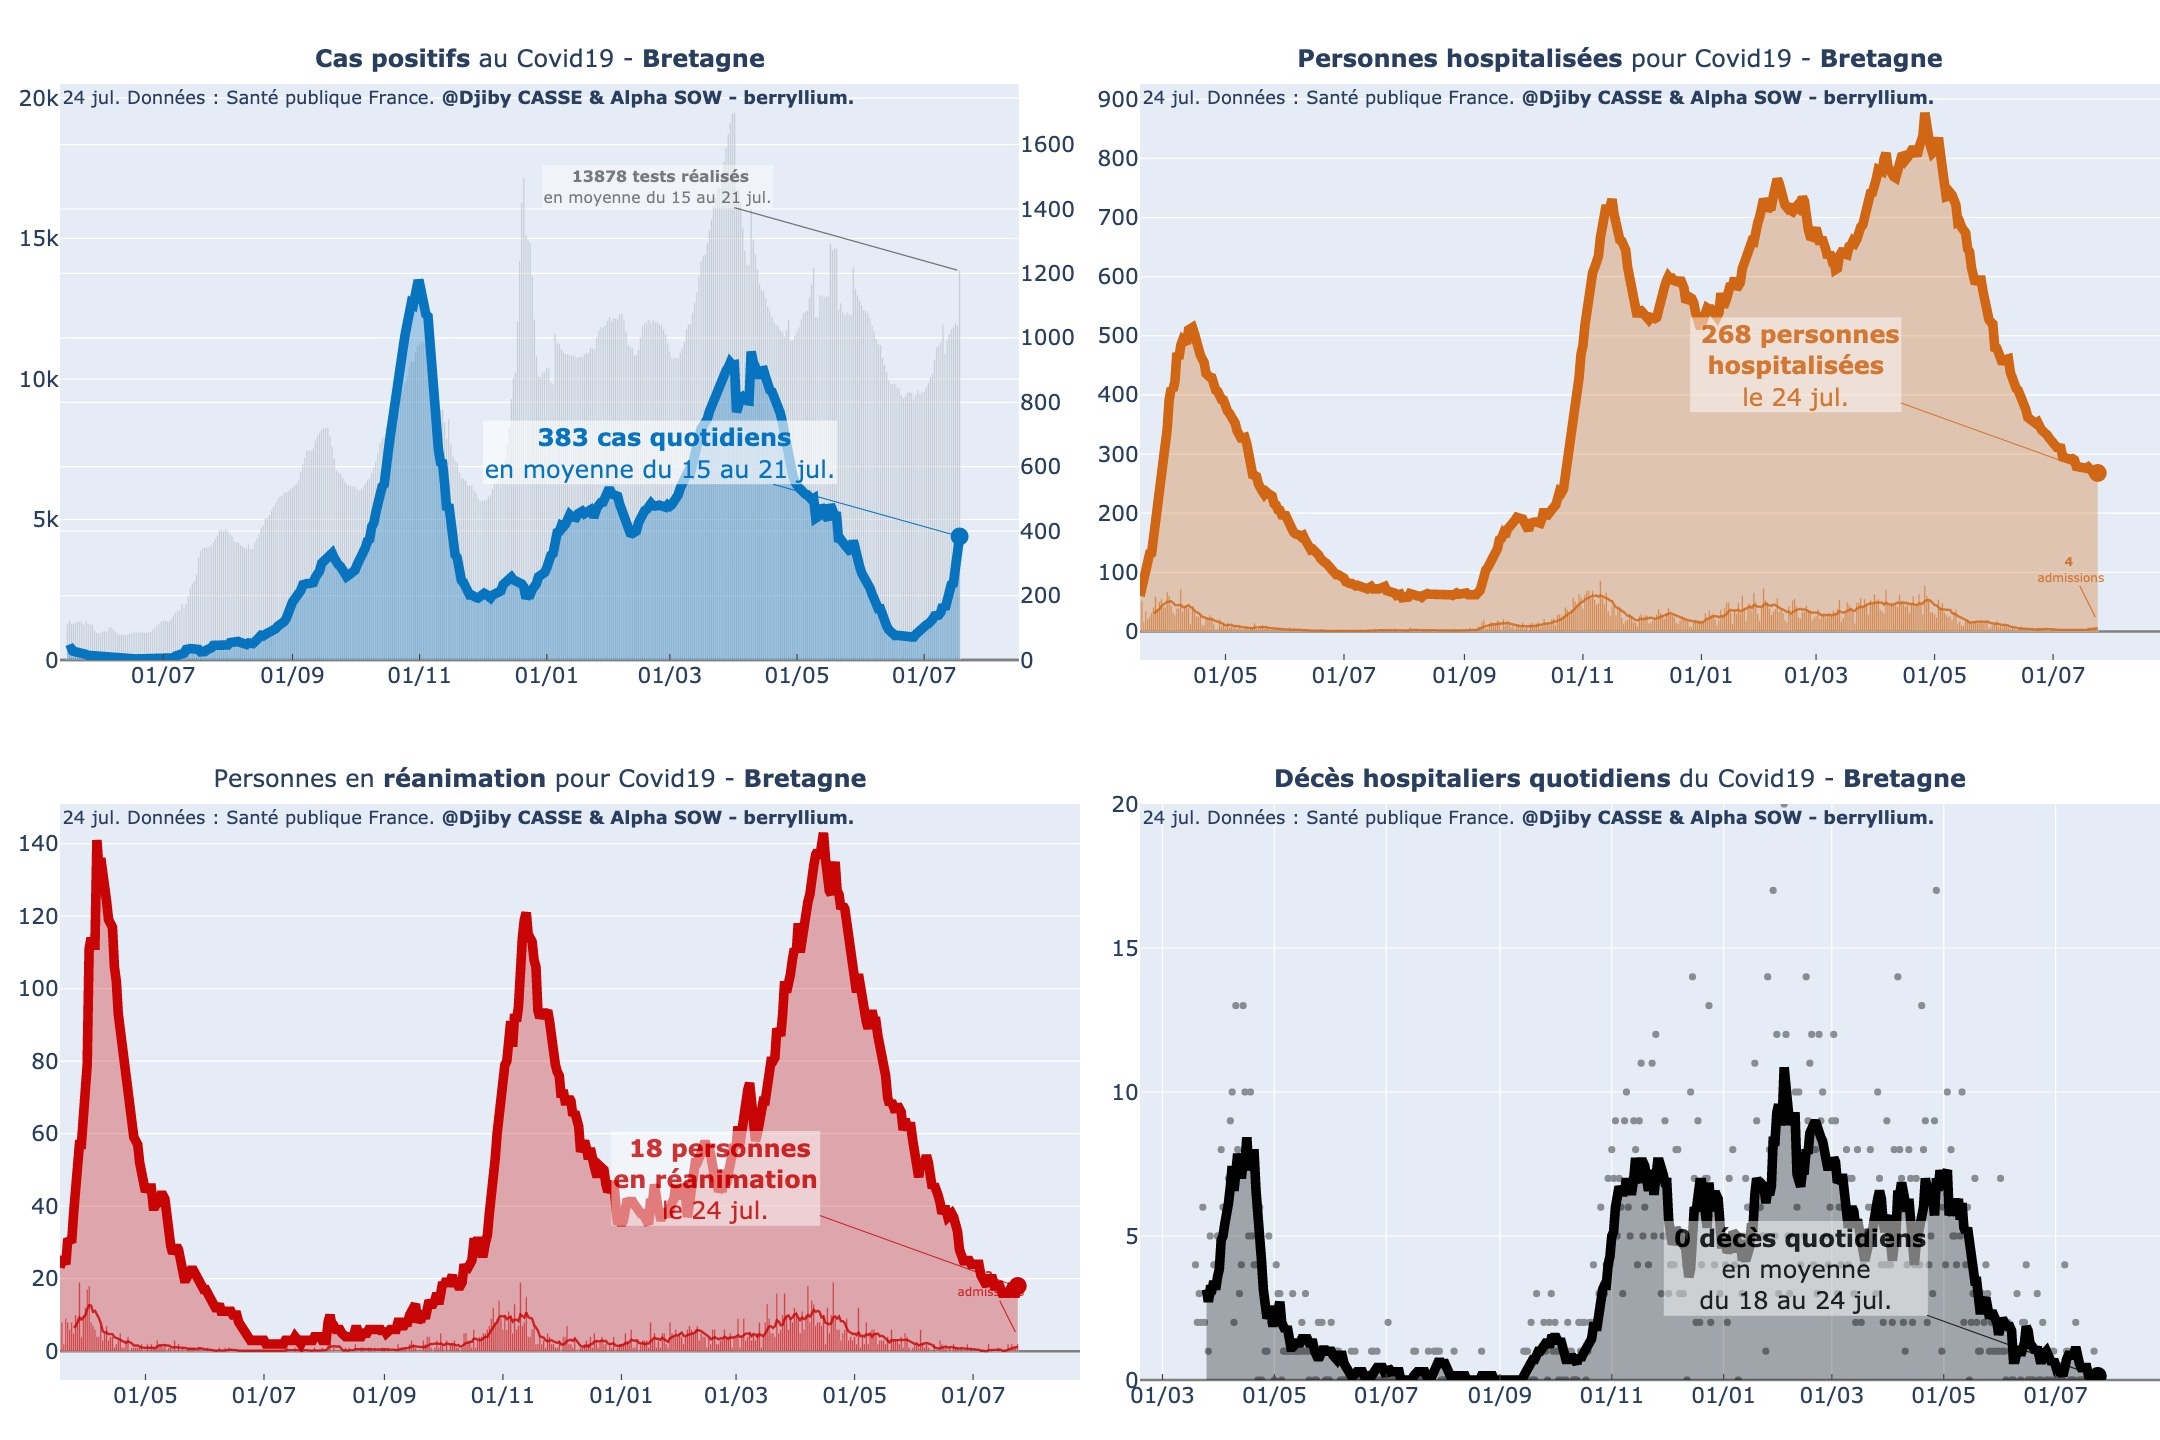 Cas positifs au Covid19 - Bretagne
24 jul. Données : Santé publique France. @Djiby CASSE & Alpha SOW - berryllium.
20k
15k
10k
5k
0
1600
1400
1200
1000
800
600
400
200
0
13878 tests réalisés
en moyenne du 15 au 21 jul.
383 cas quotidiens
en moyenne du 15 au 21 jul.
01/07 01/09 01/11 01/01 01/03 01/05 01/07
Personnes hospitalisées pour Covid19 - Bretagne
24 jul. Données : Santé publique France. @Djiby CASSE & Alpha SOW - berryllium.
900
800
700
600
500
400
300
200
100
0
268 personnes
hospitalisées
le 24 jul.
4
admissions
01/05 01/07 01/09 01/11 01/01 01/03 01/05 01/07
Personnes en réanimation pour Covid19 - Bretagne
24 jul. Données : Santé publique France. @Djiby CASSE & Alpha SOW - berryllium.
140
120
100
80
60
40
20
0
18 personnes
en réanimation
le 24 jul.
01/05 01/07 01/09 01/11 01/01 01/03 01/05 01/07
Décès hospitaliers quotidiens du Covid19 - Bretagne
24 jul. Données : Santé publique France. @Djiby CASSE & Alpha SOW - berryllium.
20
15
10
5
0
0 décès quotidiens
en moyenne
du 18 au 24 jul.
01/03 01/05 01/07 01/09 01/11 01/01 01/03 01/05 01/07